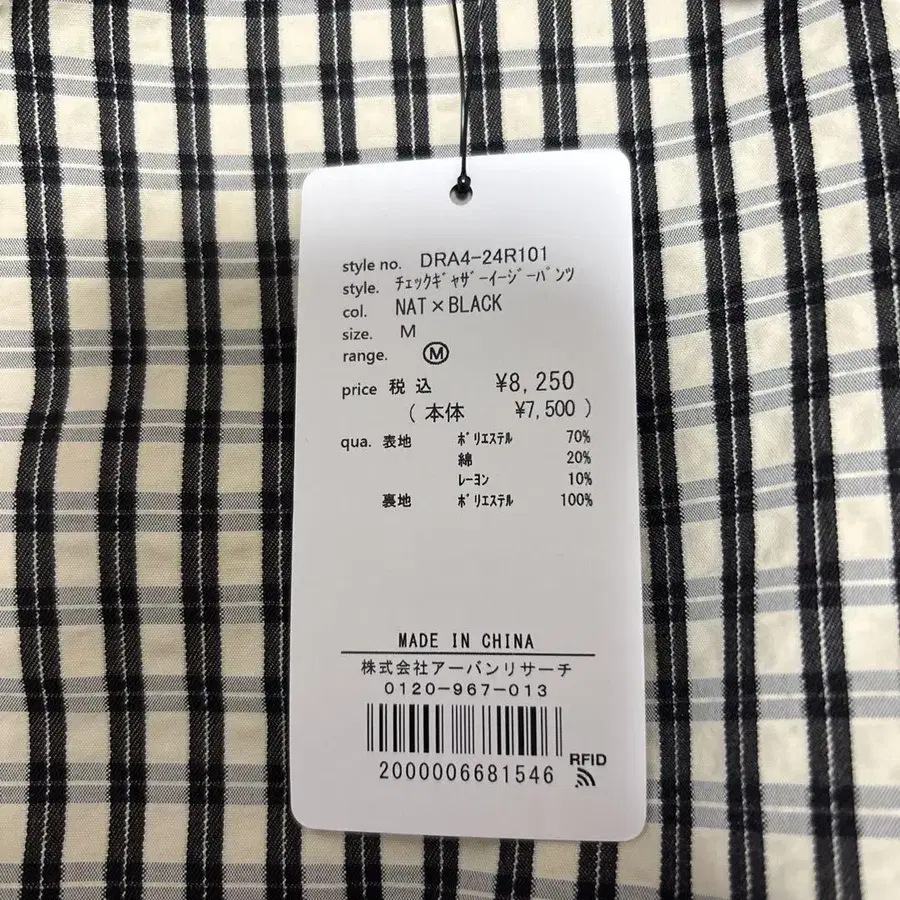 style no. DRA4-24R101
style. ﾁｪｯｸｷﾞｬｻﾞｰｲｰｼﾞｰﾊﾟﾝﾂ
col. NAT×BLACK
size. M
range. Ⓜ
price 税込 ¥8,250
(本体 ¥7,500)
qua. 表地 ﾎﾟﾘｴｽﾃﾙ 70%
綿 20%
ﾚｰﾖﾝ 10%
裏地 ﾎﾟﾘｴｽﾃﾙ 100%
MADE IN CHINA
株式会社アーバンリサーチ
0120-967-013
2000006681546
RFID